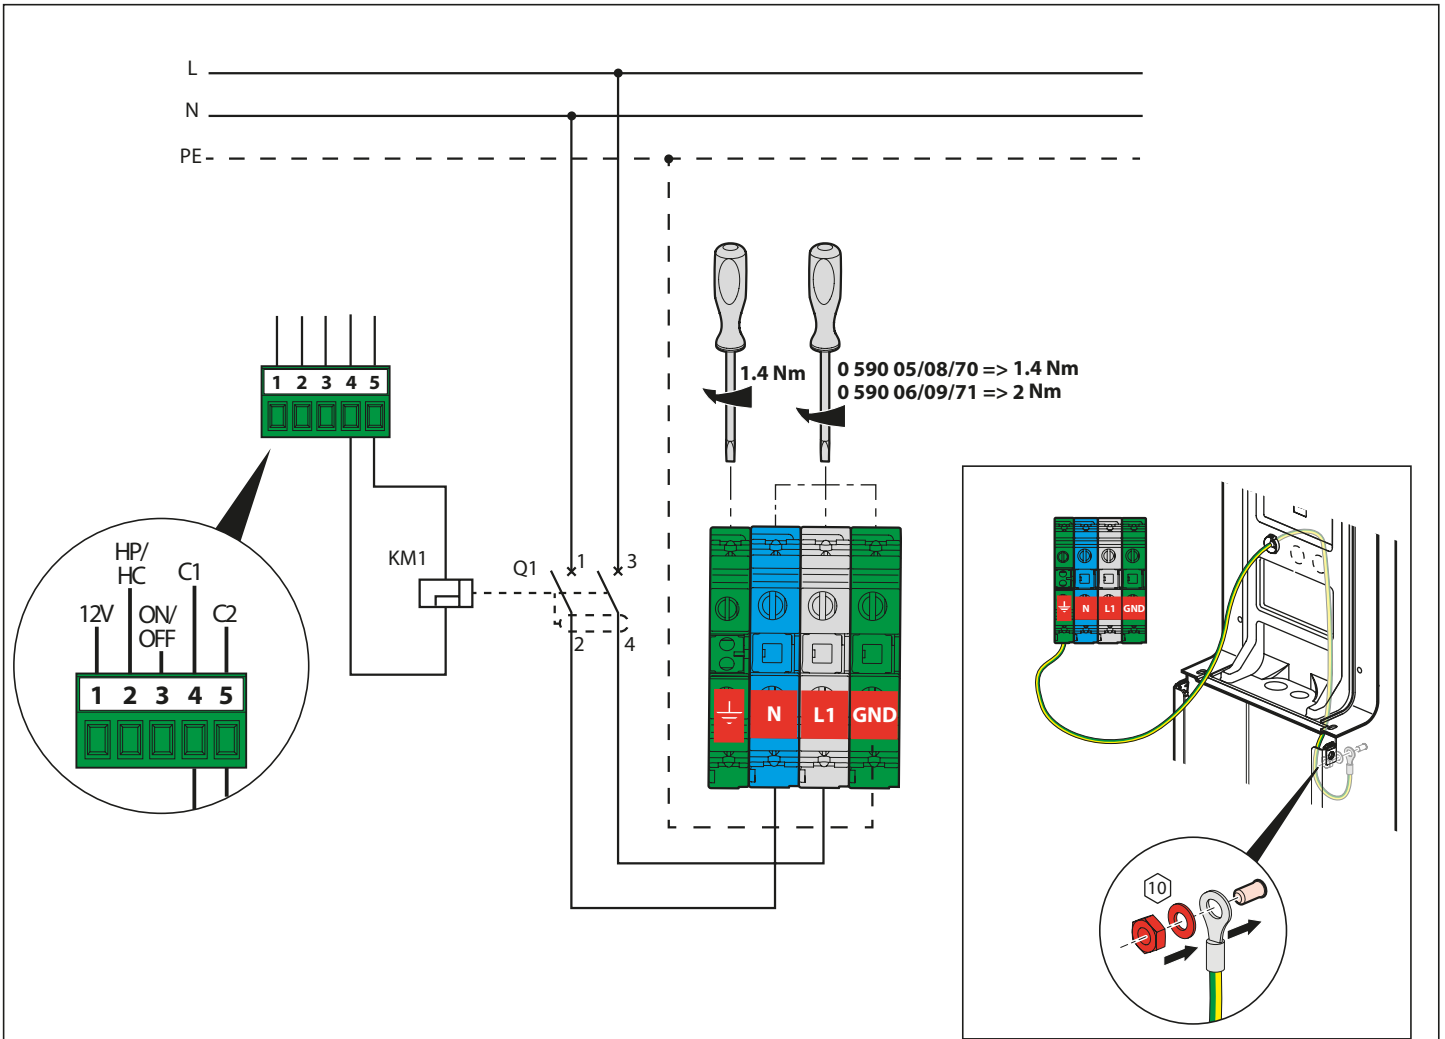 L
N
PE
1.4 Nm
0 590 05/08/70 => 1.4 Nm
0 590 06/09/71 => 2 Nm
1 2 3 4 5
KM1
Q1
1
3
2
4
HP/
HC
C1
12V
ON/
OFF
C2
1 2 3 4 5
N L1 GND
N L1 GND
10